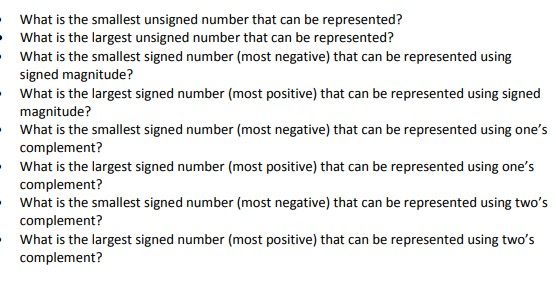 • What is the smallest unsigned number that can be represented?
• What is the largest unsigned number that can be represented?
• What is the smallest signed number (most negative) that can be represented using
signed magnitude?
• What is the largest signed number (most positive) that can be represented using signed
magnitude?
• What is the smallest signed number (most negative) that can be represented using one’s
complement?
• What is the largest signed number (most positive) that can be represented using one’s
complement?
• What is the smallest signed number (most negative) that can be represented using two’s
complement?
• What is the largest signed number (most positive) that can be represented using two’s
complement?